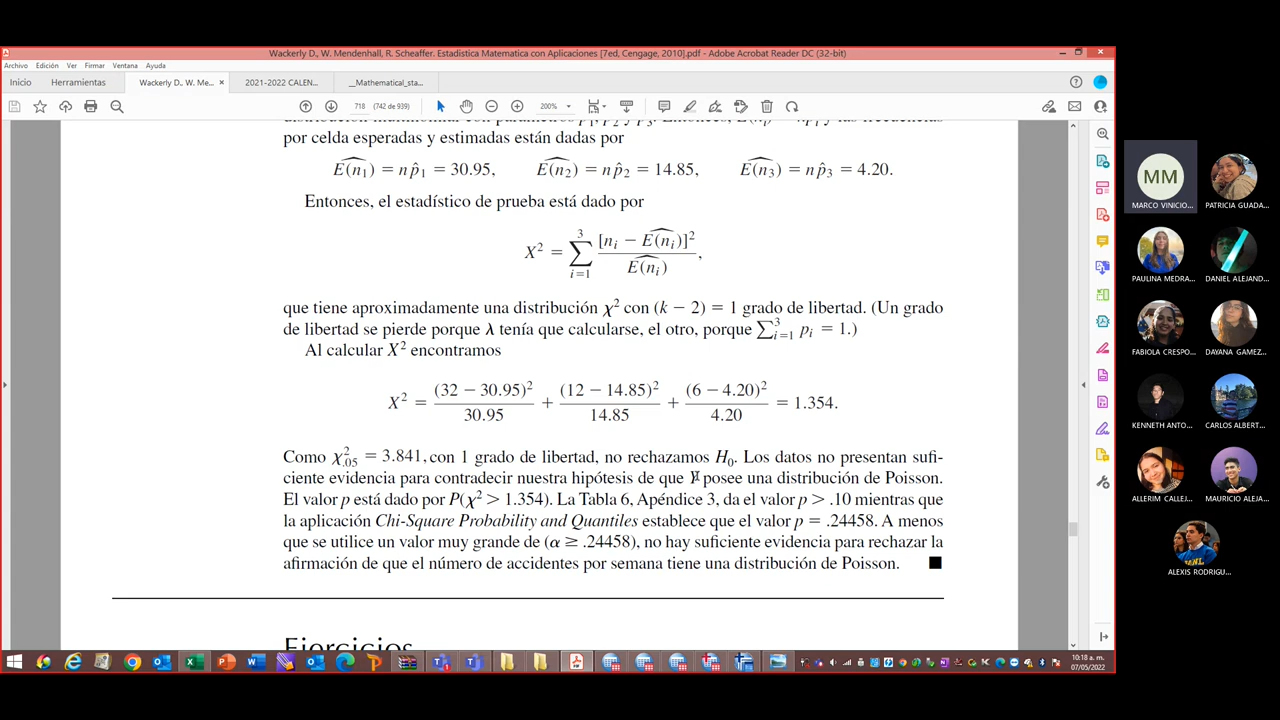 Wackerly D., W. Mendenhall, R. Scheaffer. Estadistica Matematica con Aplicaciones [7ed, Cengage, 2010].pdf - Adobe Acrobat Reader DC (32-bit)
Archivo Edición Ver Firmar Ventana Ayuda
Inicio Herramientas Wackerly D., W. Me... × 2021-2022 CALEN... __Mathematical_sta...
718 (742 de 939) 200%
por celda esperadas y estimadas están dadas por
E(n₁) = np̂₁ = 30.95, E(n₂) = np̂₂ = 14.85, E(n₃) = np̂₃ = 4.20.
Entonces, el estadístico de prueba está dado por
X² = ∑³ᵢ₌₁ [nᵢ − E(nᵢ)]² / E(nᵢ),
que tiene aproximadamente una distribución χ² con (k − 2) = 1 grado de libertad. (Un grado
de libertad se pierde porque λ tenía que calcularse, el otro, porque ∑³ᵢ₌₁ pᵢ = 1.)
Al calcular X² encontramos
X² = (32 − 30.95)² / 30.95 + (12 − 14.85)² / 14.85 + (6 − 4.20)² / 4.20 = 1.354.
Como χ².₀₅ = 3.841, con 1 grado de libertad, no rechazamos H₀. Los datos no presentan sufi-
ciente evidencia para contradecir nuestra hipótesis de que Y posee una distribución de Poisson.
El valor p está dado por P(χ² > 1.354). La Tabla 6, Apéndice 3, da el valor p > .10 mientras que
la aplicación Chi-Square Probability and Quantiles establece que el valor p = .24458. A menos
que se utilice un valor muy grande de (α ≥ .24458), no hay suficiente evidencia para rechazar la
afirmación de que el número de accidentes por semana tiene una distribución de Poisson.
Ejercicios
10:18 a. m.
07/05/2022
MM
MARCO VINICIO... PATRICIA GUADA...
PAULINA MEDRA... DANIEL ALEJAND...
FABIOLA CRESPO... DAYANA GAMEZ...
KENNETH ANTO... CARLOS ALBERT...
ALLERIM CALLEJ... MAURICIO ALEJA...
ALEXIS RODRIGU...